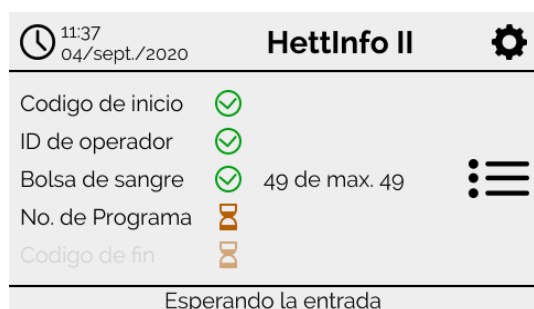 11:37
04/sept./2020
HettInfo II
Codigo de inicio
ID de operador
Bolsa de sangre 49 de max. 49
No. de Programa
Codigo de fin
Esperando la entrada